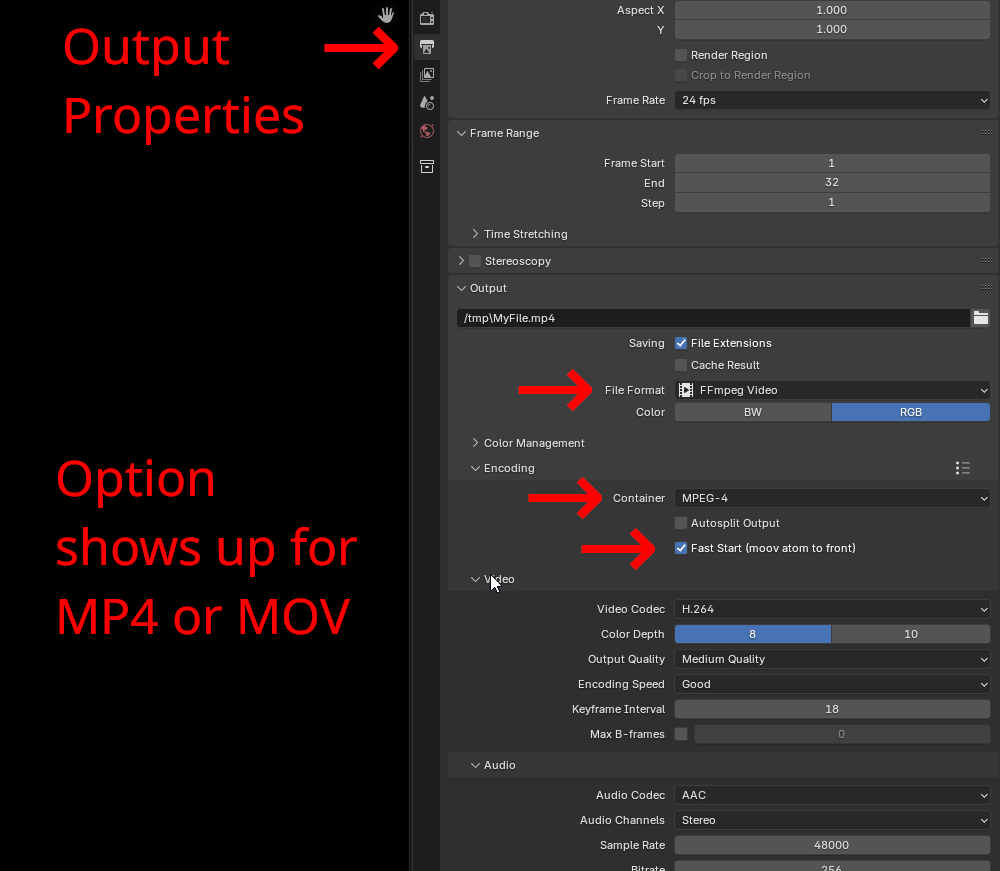 Output
Properties
Option
shows up for
MP4 or MOV
Aspect X 1.000
Y 1.000
Render Region
Crop to Render Region
Frame Rate 24 fps
Frame Range
Frame Start 1
End 32
Step 1
Time Stretching
Stereoscopy
Output
/tmp\MyFile.mp4
Saving File Extensions
Cache Result
File Format FFmpeg Video
Color BW RGB
Color Management
Encoding
Container MPEG-4
Autosplit Output
Fast Start (moov atom to front)
Video
Video Codec H.264
Color Depth 8 10
Output Quality Medium Quality
Encoding Speed Good
Keyframe Interval 18
Max B-frames 0
Audio
Audio Codec AAC
Audio Channels Stereo
Sample Rate 48000
Bitrate 256